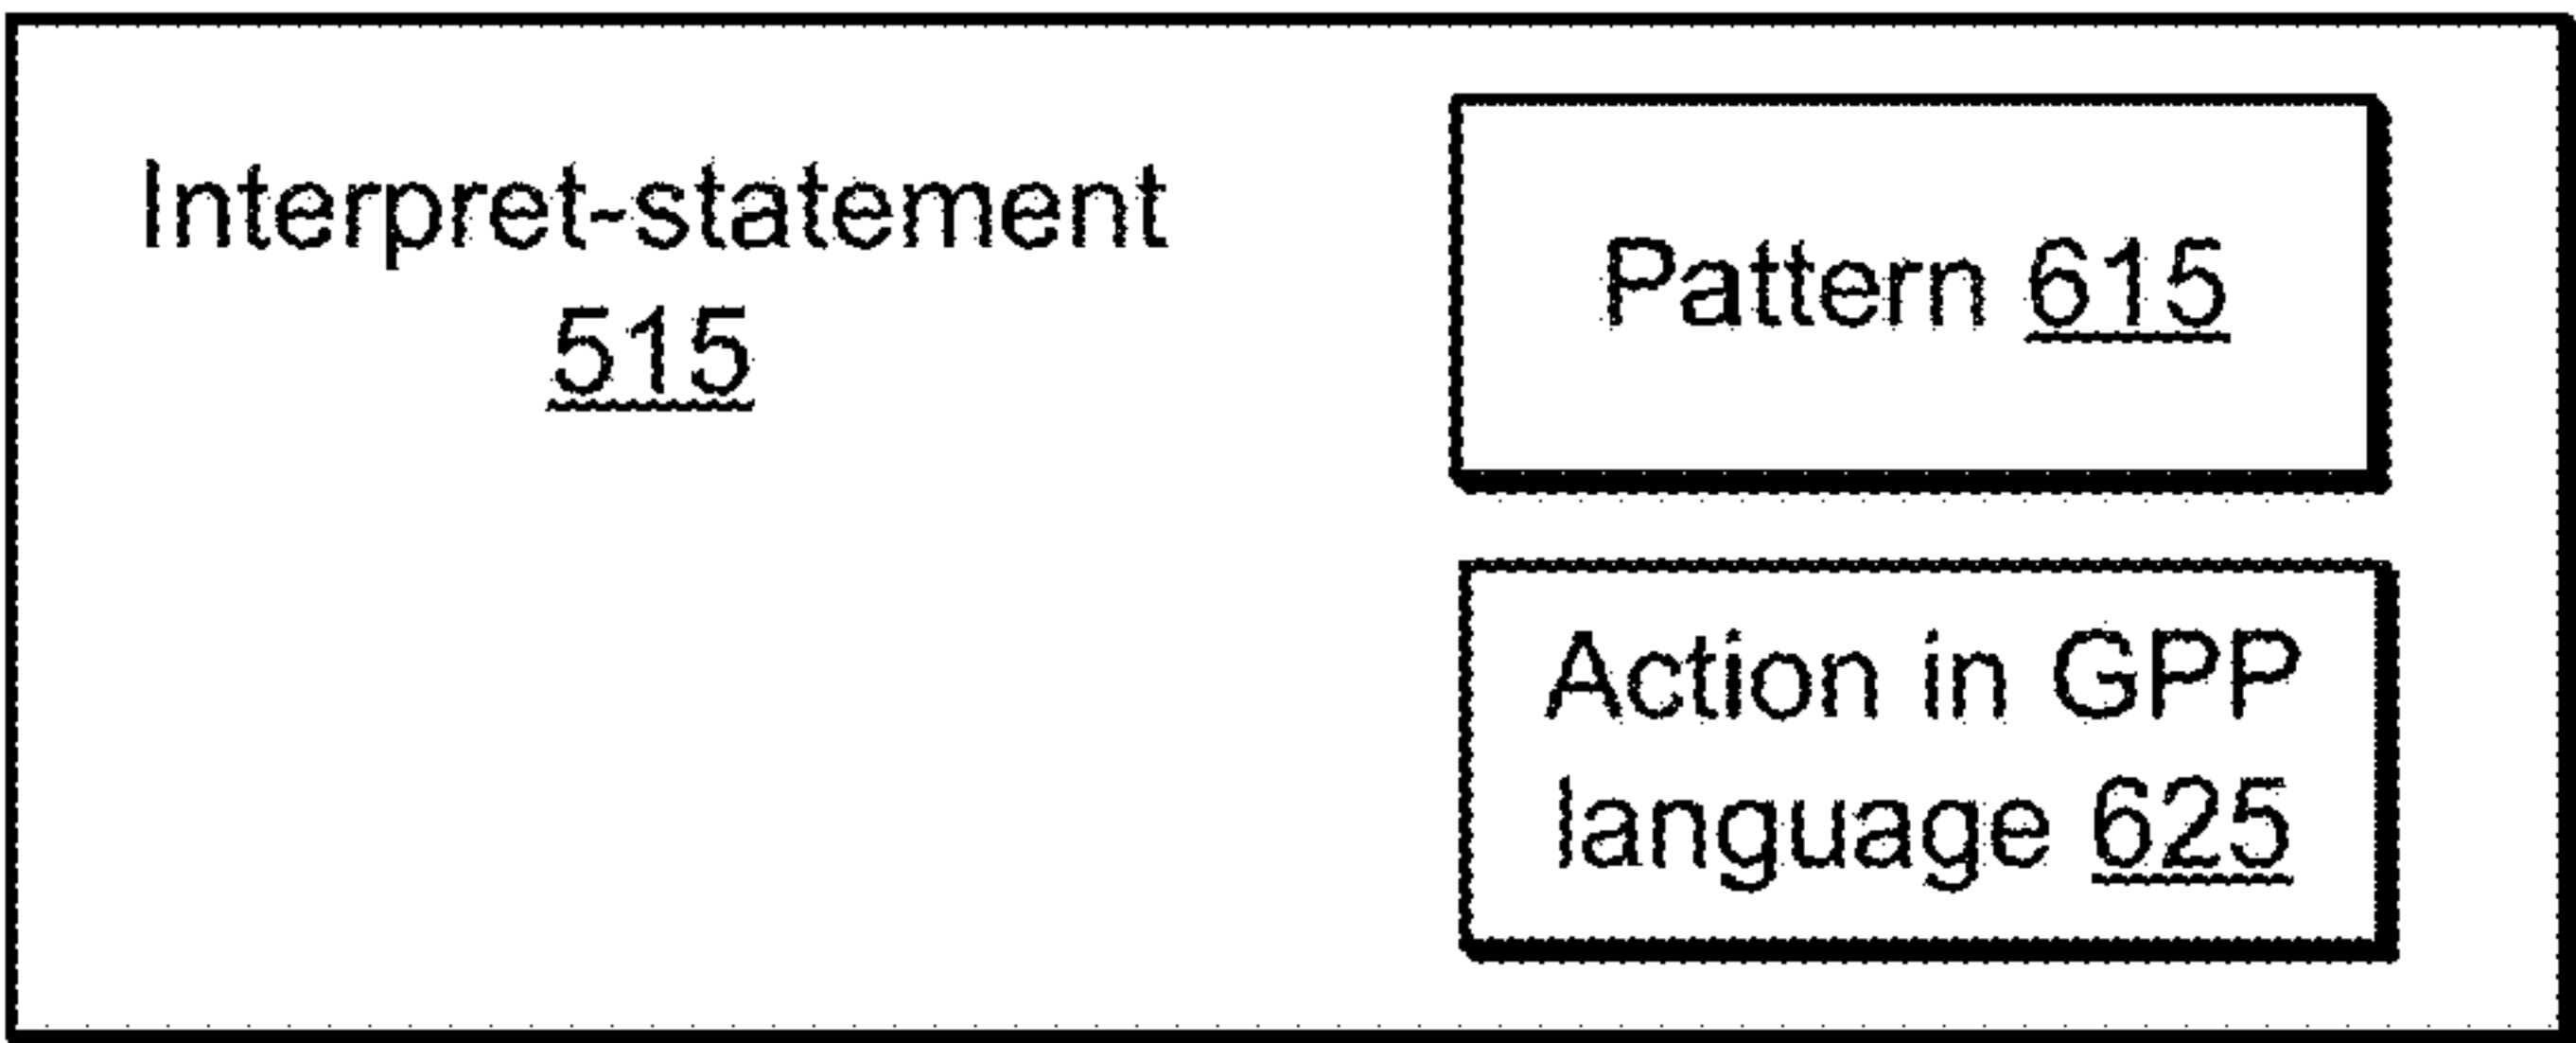 Interpret-statement
515
Pattern 615
Action in GPP
language 625